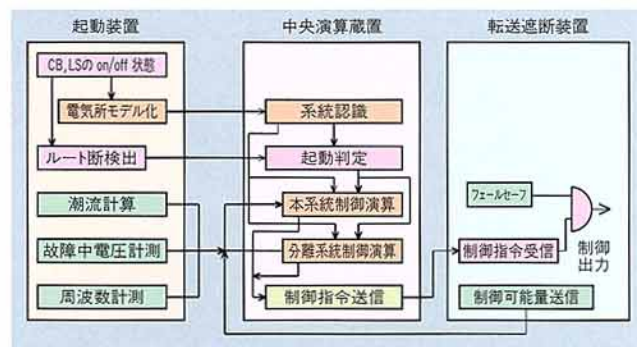 起動装置
中央演算蔵置
転送遮断装置
CB,LSの on/off 状態
電気所モデル化
ルート断検出
潮流計算
故障中電圧計測
周波数計測
系統認識
起動判定
本系統制御演算
分離系統制御演算
制御指令送信
フェールセーフ
制御指令受信
制御可能量送信
制御
出力